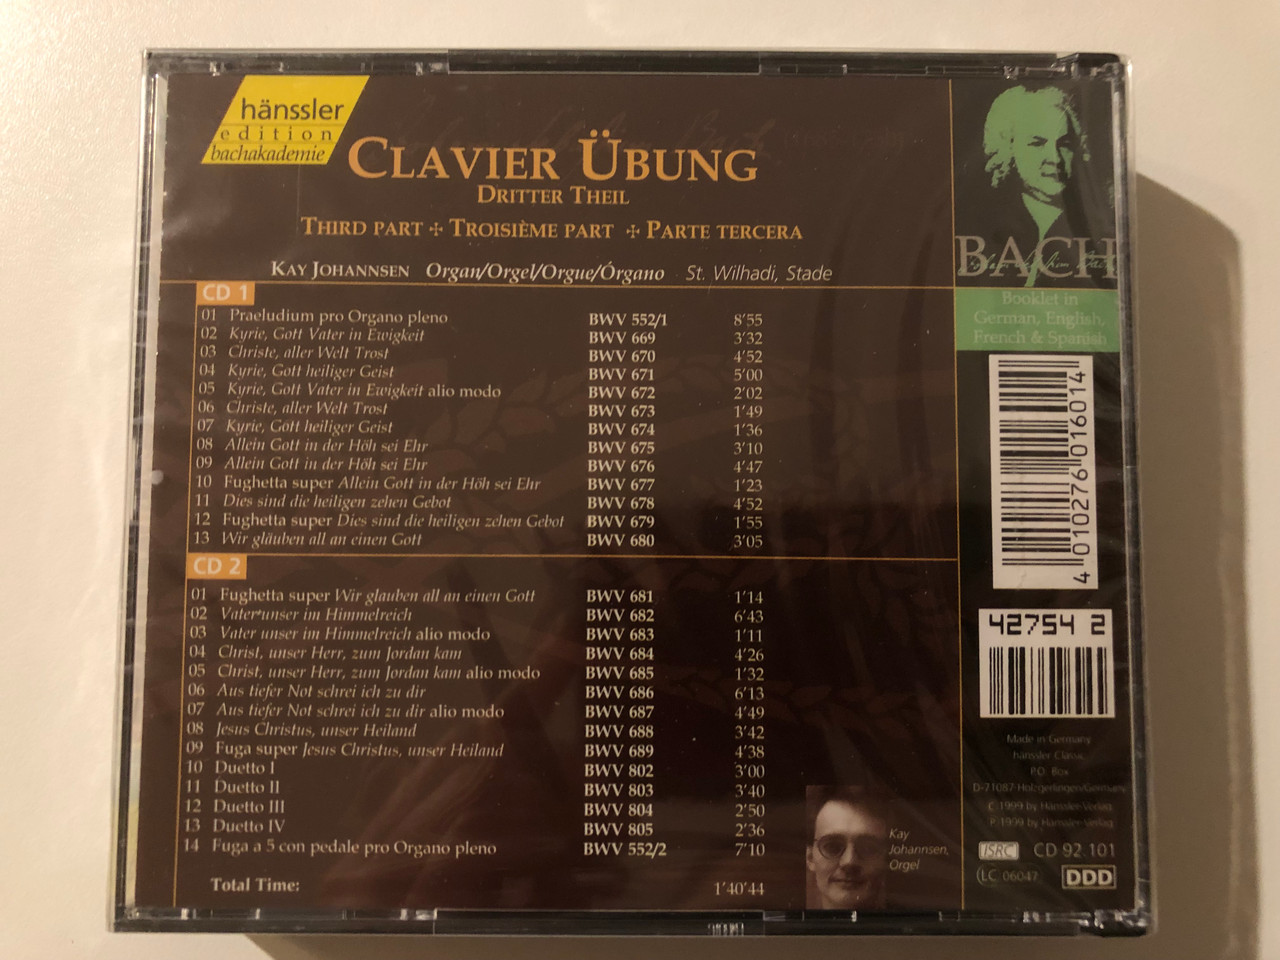 hänssler
edition
bachakademie
CLAVIER ÜBUNG
DRITTER THEIL
THIRD PART ✢ TROISIÈME PART ✢ PARTE TERCERA
KAY JOHANNSEN Organ/Orgel/Orgue/Órgano St. Wilhadi, Stade
CD 1
01 Praeludium pro Organo pleno BWV 552/1 8'55
02 Kyrie, Gott Vater in Ewigkeit BWV 669 3'32
03 Christe, aller Welt Trost BWV 670 4'52
04 Kyrie, Gott heiliger Geist BWV 671 5'00
05 Kyrie, Gott Vater in Ewigkeit alio modo BWV 672 2'02
06 Christe, aller Welt Trost BWV 673 1'49
07 Kyrie, Gott heiliger Geist BWV 674 1'36
08 Allein Gott in der Höh sei Ehr BWV 675 3'10
09 Allein Gott in der Höh sei Ehr BWV 676 4'47
10 Fughetta super Allein Gott in der Höh sei Ehr BWV 677 1'23
11 Dies sind die heiligen zehen Gebot BWV 678 4'52
12 Fughetta super Dies sind die heiligen zehen Gebot BWV 679 1'55
13 Wir gläuben all an einen Gott BWV 680 3'05
CD 2
01 Fughetta super Wir glauben all an einen Gott BWV 681 1'14
02 Vater unser im Himmelreich BWV 682 6'43
03 Vater unser im Himmelreich alio modo BWV 683 1'11
04 Christ, unser Herr, zum Jordan kam BWV 684 4'26
05 Christ, unser Herr, zum Jordan kam alio modo BWV 685 1'32
06 Aus tiefer Not schrei ich zu dir BWV 686 6'13
07 Aus tiefer Not schrei ich zu dir alio modo BWV 687 4'49
08 Jesus Christus, unser Heiland BWV 688 3'42
09 Fuga super Jesus Christus, unser Heiland BWV 689 4'38
10 Duetto I BWV 802 3'00
11 Duetto II BWV 803 3'40
12 Duetto III BWV 804 2'50
13 Duetto IV BWV 805 2'36
14 Fuga a 5 con pedale pro Organo pleno BWV 552/2 7'10
Total Time: 1'40'44
Kay
Johannsen,
Orgel
BACH
Booklet in
German, English,
French & Spanish
4 010276 016014
42754 2
Made in Germany
hänssler Classic
P.O. Box
D-71087 Holzgerlingen/Germany
C 1999 by Hänssler-Verlag
P 1999 by Hänssler-Verlag
ISRC CD 92.101
LC 06047 DDD